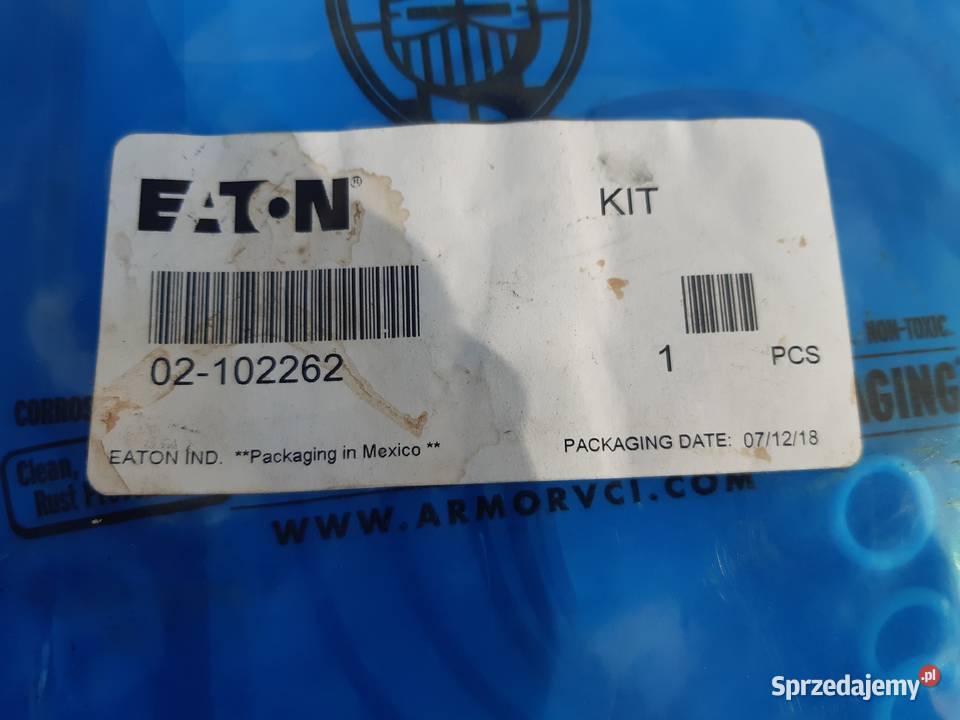 EATON®
KIT
02-102262
1 PCS
EATON IND. **Packaging in Mexico **
PACKAGING DATE: 07/12/18
NON-TOXIC
Clean,
WWW.ARMORVCI.COM
Sprzedajemy.pl